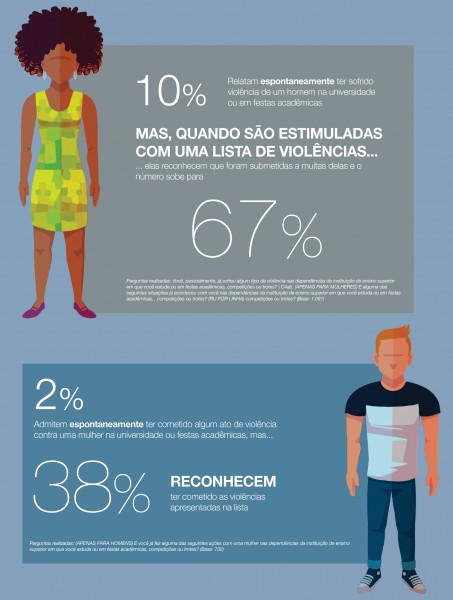 10%
Relatam espontaneamente ter sofrido
violência de um homem na universidade
ou em festas acadêmicas
MAS, QUANDO SÃO ESTIMULADAS
COM UMA LISTA DE VIOLÊNCIAS...
... elas reconhecem que foram submetidas a muitas delas e o
número sobe para
67%
Perguntas realizadas: Você, pessoalmente, já sofreu algum tipo de violência nas dependências da instituição de ensino
superior em que você estuda ou em festas acadêmicas, competições ou trotes? | (APENAS PARA MULHERES) E alguma das
seguintes situações já aconteceu com você nas dependências da instituição de ensino superior em que você estuda ou em festas
acadêmicas, competições ou trotes? (RU POR LINHA) competições ou trotes? (Base: 1.091)
2%
Admitem espontaneamente ter cometido algum ato de violência
contra uma mulher na universidade ou festas acadêmicas, mas...
38%
RECONHECEM
ter cometido as violências
apresentadas na lista
Perguntas realizadas: (APENAS PARA HOMENS) E você já fez alguma das seguintes ações com uma mulher nas dependências da instituição de ensino
superior em que você estuda ou em festas acadêmicas, competições ou trotes? (Base: 732)